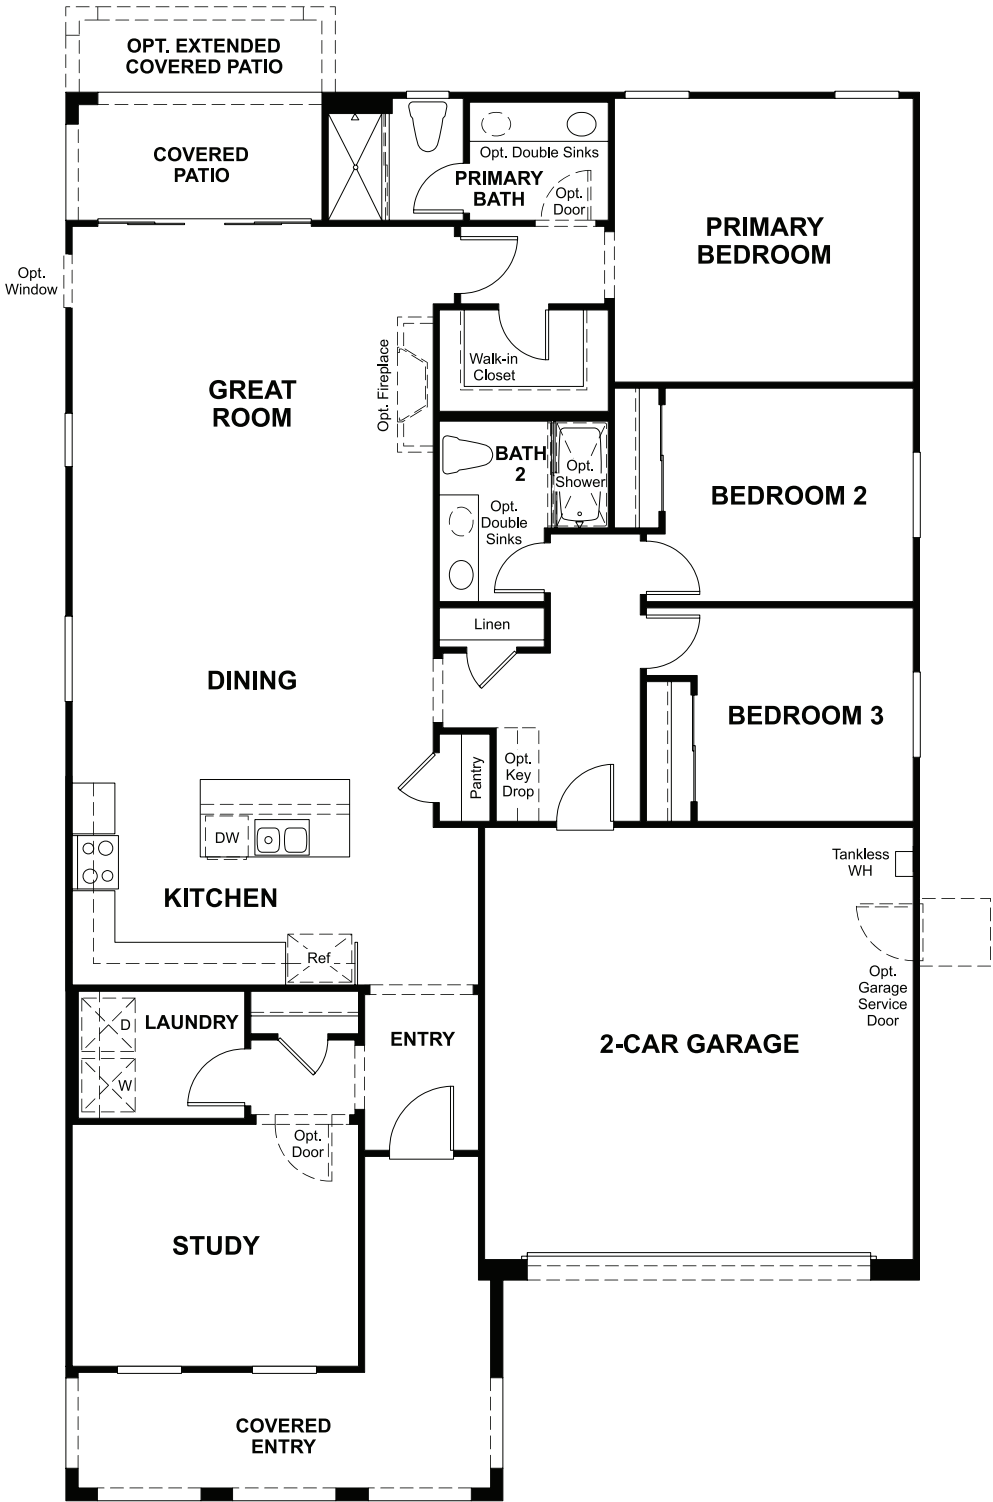 OPT. EXTENDED
COVERED PATIO
COVERED
PATIO
Opt. Double Sinks
PRIMARY
BATH
Opt.
Door
PRIMARY
BEDROOM
Opt.
Window
Opt. Fireplace
Walk-in
Closet
GREAT
ROOM
BATH
2
Opt.
Shower
Opt.
Double
Sinks
BEDROOM 2
Linen
DINING
BEDROOM 3
Pantry
Opt.
Key
Drop
DW
Tankless
WH
KITCHEN
Ref
Opt.
Garage
Service
Door
D
LAUNDRY
W
ENTRY
2-CAR GARAGE
Opt.
Door
STUDY
COVERED
ENTRY